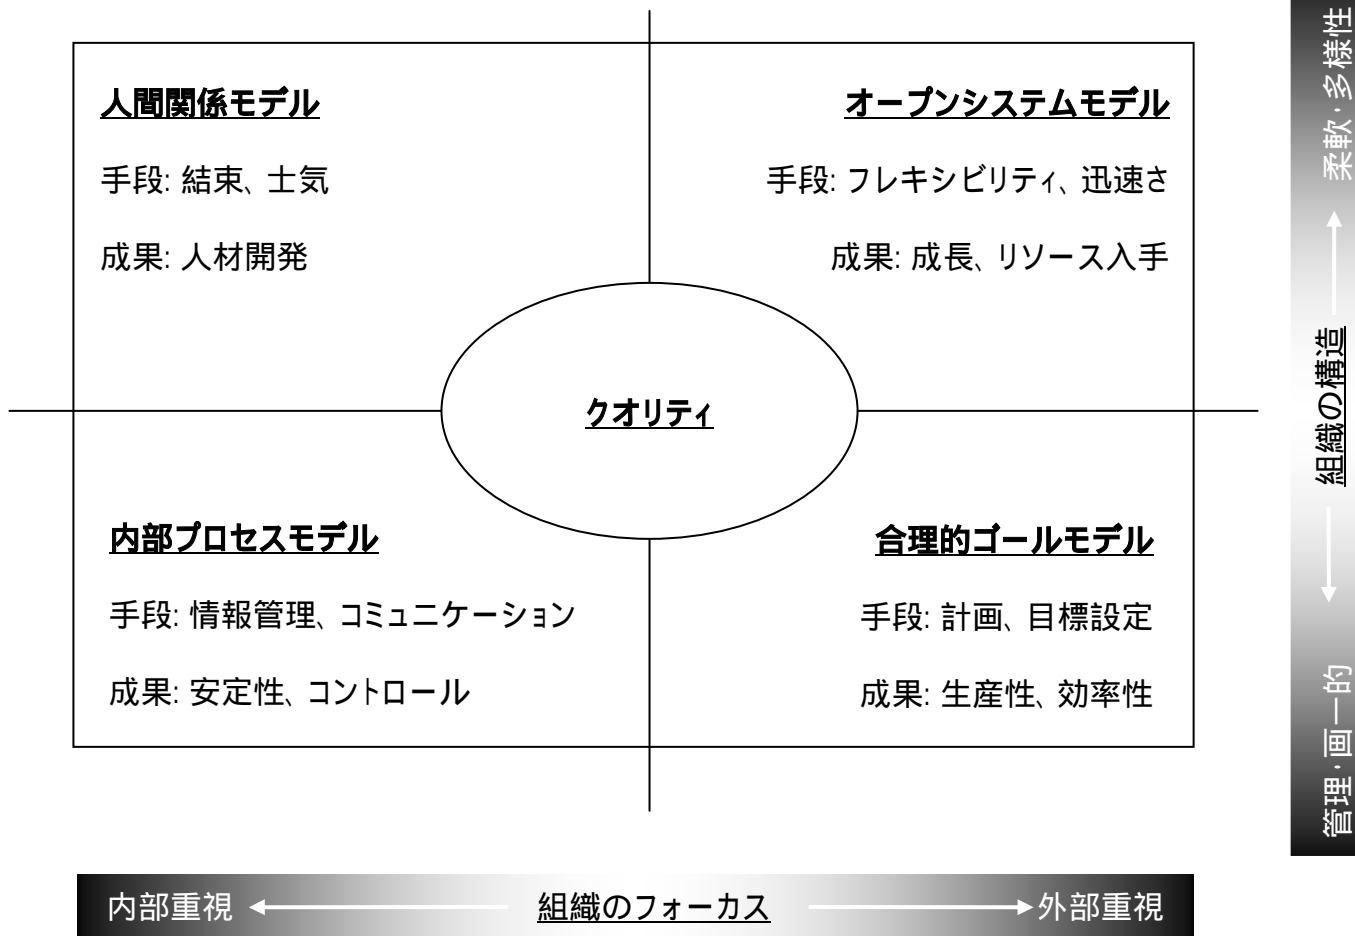 人間関係モデル
手段: 結束、士気
成果: 人材開発
オープンシステムモデル
手段: フレキシビリティ、迅速さ
成果: 成長、リソース入手
クオリティ
内部プロセスモデル
手段: 情報管理、コミュニケーション
成果: 安定性、コントロール
合理的ゴールモデル
手段: 計画、目標設定
成果: 生産性、効率性
柔軟・多様性
組織の構造
管理・画一的
内部重視
組織のフォーカス
外部重視